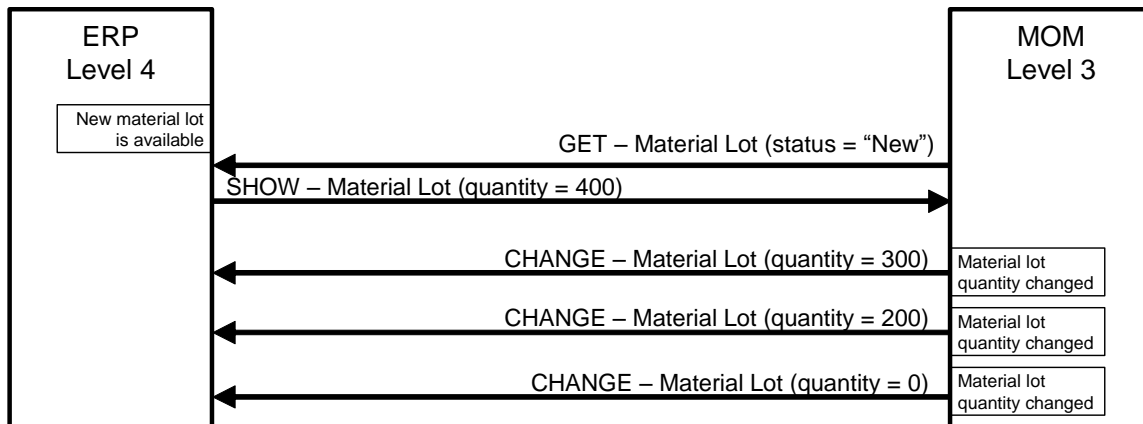 ERP
Level 4
MOM
Level 3
New material lot
is available
GET – Material Lot (status = “New”)
SHOW – Material Lot (quantity = 400)
CHANGE – Material Lot (quantity = 300)
Material lot
quantity changed
CHANGE – Material Lot (quantity = 200)
Material lot
quantity changed
CHANGE – Material Lot (quantity = 0)
Material lot
quantity changed